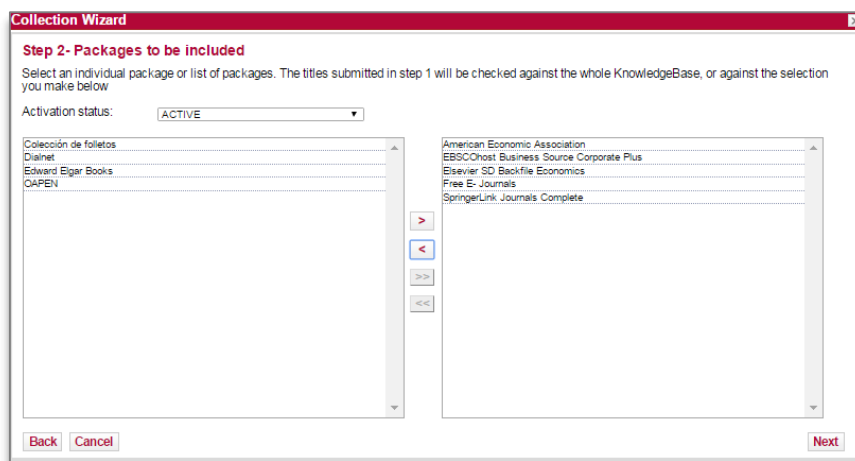 Collection Wizard
Step 2- Packages to be included
Select an individual package or list of packages. The titles submitted in step 1 will be checked against the whole KnowledgeBase, or against the selection
you make below
Activation status:
ACTIVE
Colección de folletos
Dialnet
Edward Elgar Books
OAPEN
>
<
>>
<<
American Economic Association
EBSCOhost Business Source Corporate Plus
Elsevier SD Backfile Economics
Free E- Journals
SpringerLink Journals Complete
Back
Cancel
Next